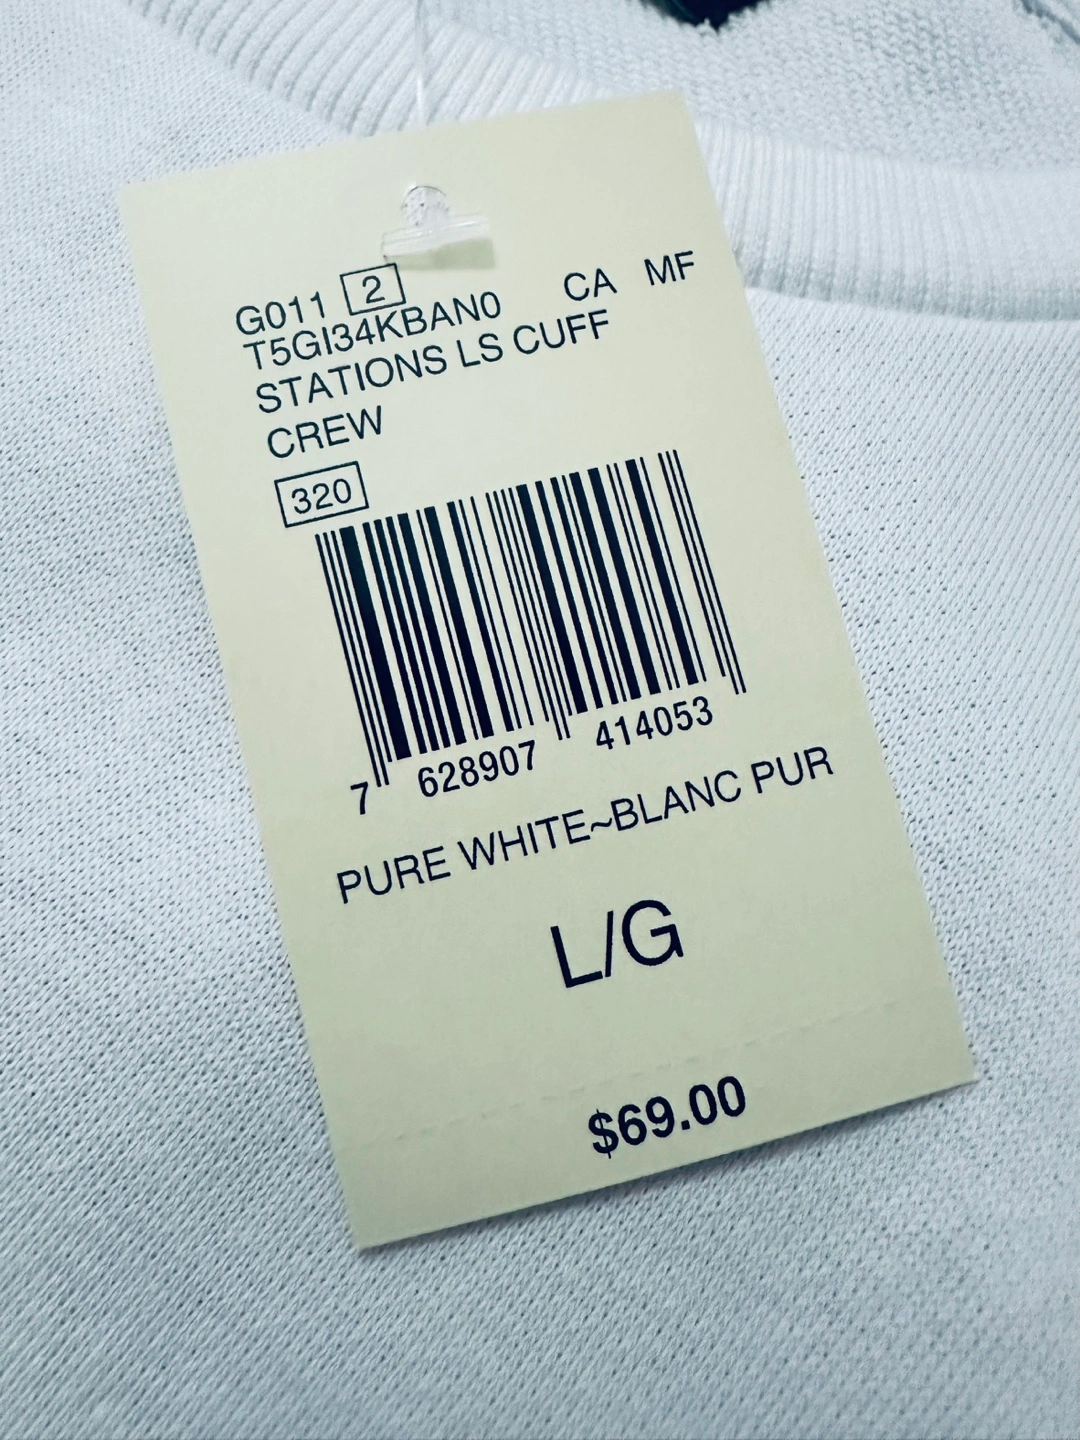 G011 2 CA MF
T5GI34KBAN0
STATIONS LS CUFF
CREW
320
7 628907 414053
PURE WHITE~BLANC PUR
L/G
$69.00